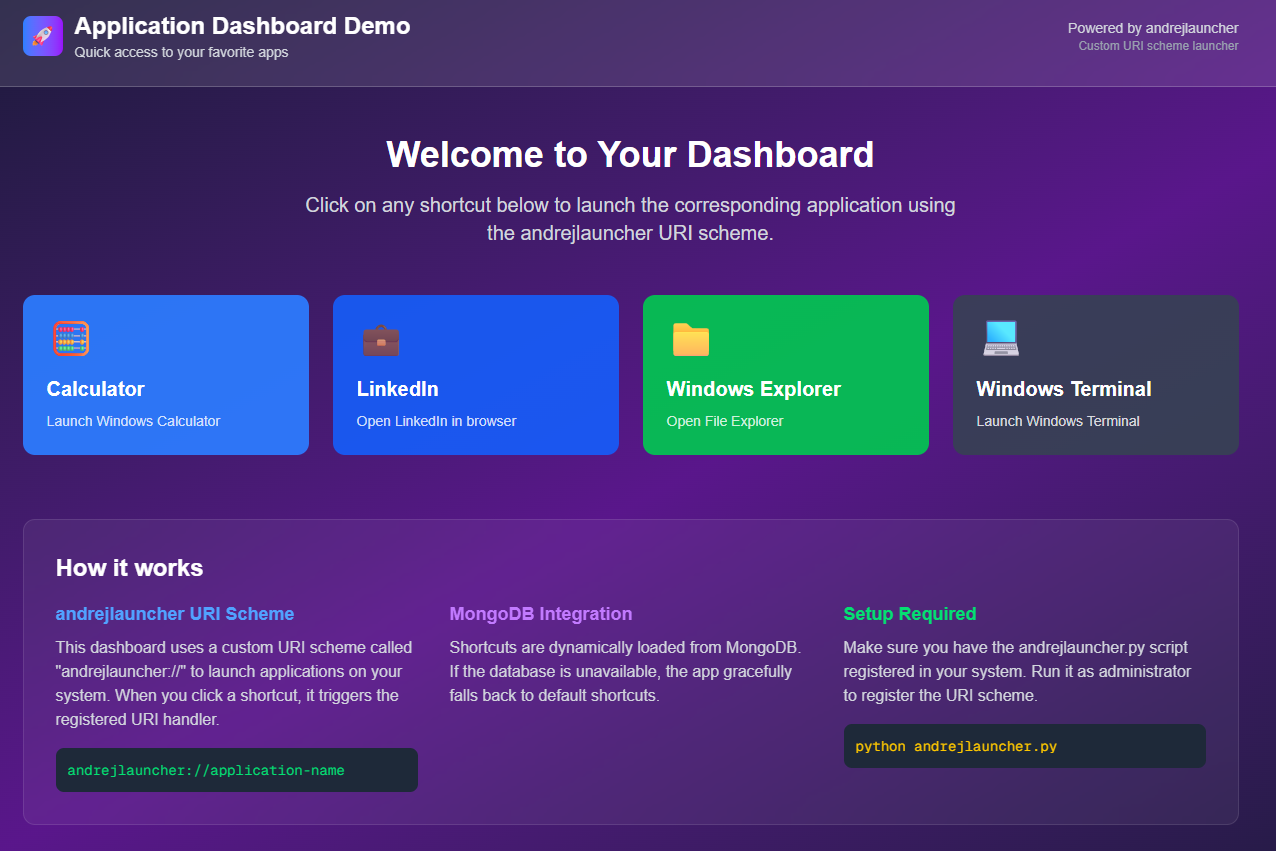 Application Dashboard Demo
Quick access to your favorite apps
Powered by andrejlauncher
Custom URI scheme launcher
Welcome to Your Dashboard
Click on any shortcut below to launch the corresponding application using
the andrejlauncher URI scheme.
Calculator
Launch Windows Calculator
LinkedIn
Open LinkedIn in browser
Windows Explorer
Open File Explorer
Windows Terminal
Launch Windows Terminal
How it works
andrejlauncher URI Scheme
This dashboard uses a custom URI scheme called
"andrejlauncher://" to launch applications on your
system. When you click a shortcut, it triggers the
registered URI handler.
andrejlauncher://application-name
MongoDB Integration
Shortcuts are dynamically loaded from MongoDB.
If the database is unavailable, the app gracefully
falls back to default shortcuts.
Setup Required
Make sure you have the andrejlauncher.py script
registered in your system. Run it as administrator
to register the URI scheme.
python andrejlauncher.py